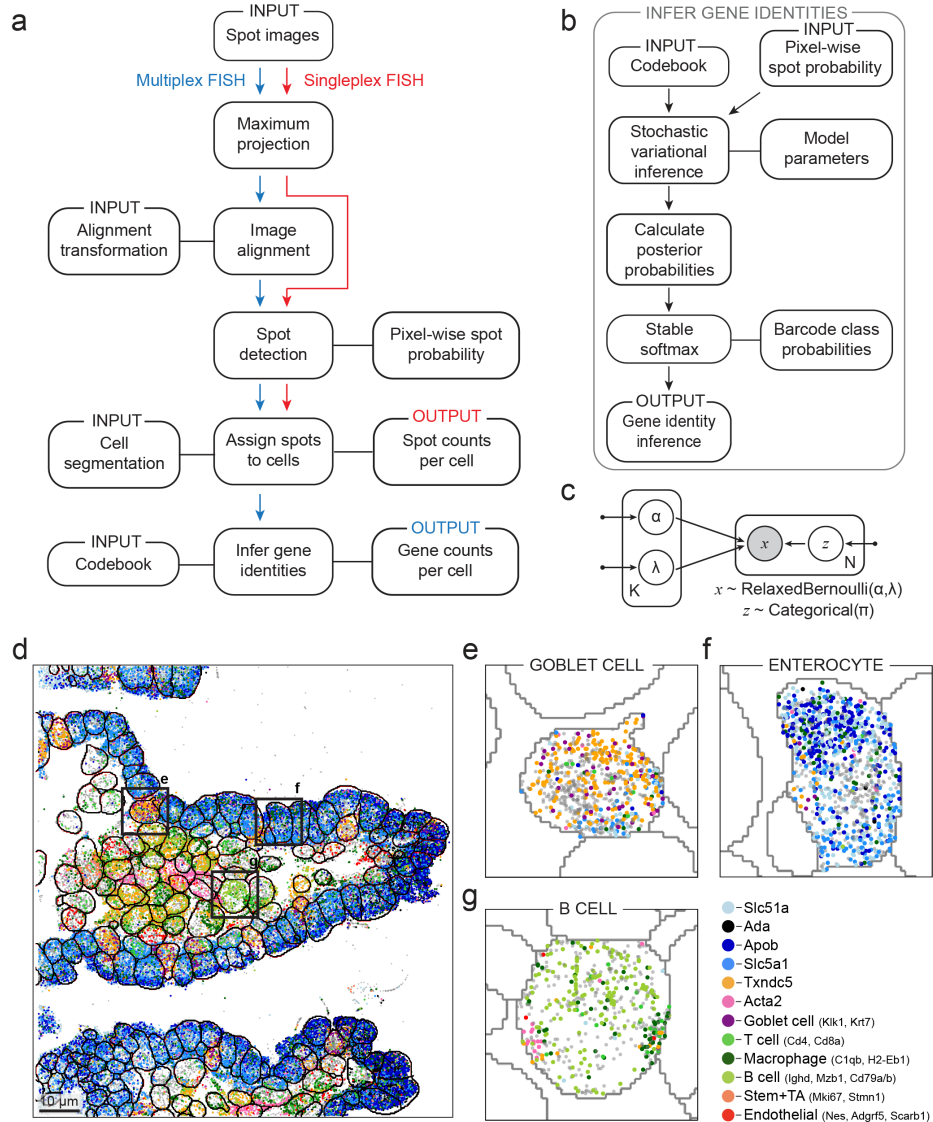 a
INPUT
Spot images
Multiplex FISH
Singleplex FISH
Maximum
projection
INPUT
Alignment
transformation
Image
alignment
Spot
detection
Pixel-wise spot
probability
INPUT
Cell
segmentation
Assign spots
to cells
OUTPUT
Spot counts
per cell
INPUT
Codebook
Infer gene
identities
OUTPUT
Gene counts
per cell
b
INFER GENE IDENTITIES
INPUT
Codebook
INPUT
Pixel-wise
spot probability
Stochastic
variational
inference
Model
parameters
Calculate
posterior
probabilities
Stable
softmax
Barcode class
probabilities
OUTPUT
Gene identity
inference
c
α
λ
K
x
z
N
x ~ RelaxedBernoulli(α,λ)
z ~ Categorical(π)
d
e
f
g
10 µm
e
GOBLET CELL
f
ENTEROCYTE
g
B CELL
Slc51a
Ada
Apob
Slc5a1
Txndc5
Acta2
Goblet cell (Klk1, Krt7)
T cell (Cd4, Cd8a)
Macrophage (C1qb, H2-Eb1)
B cell (Ighd, Mzb1, Cd79a/b)
Stem+TA (Mki67, Stmn1)
Endothelial (Nes, Adgrf5, Scarb1)